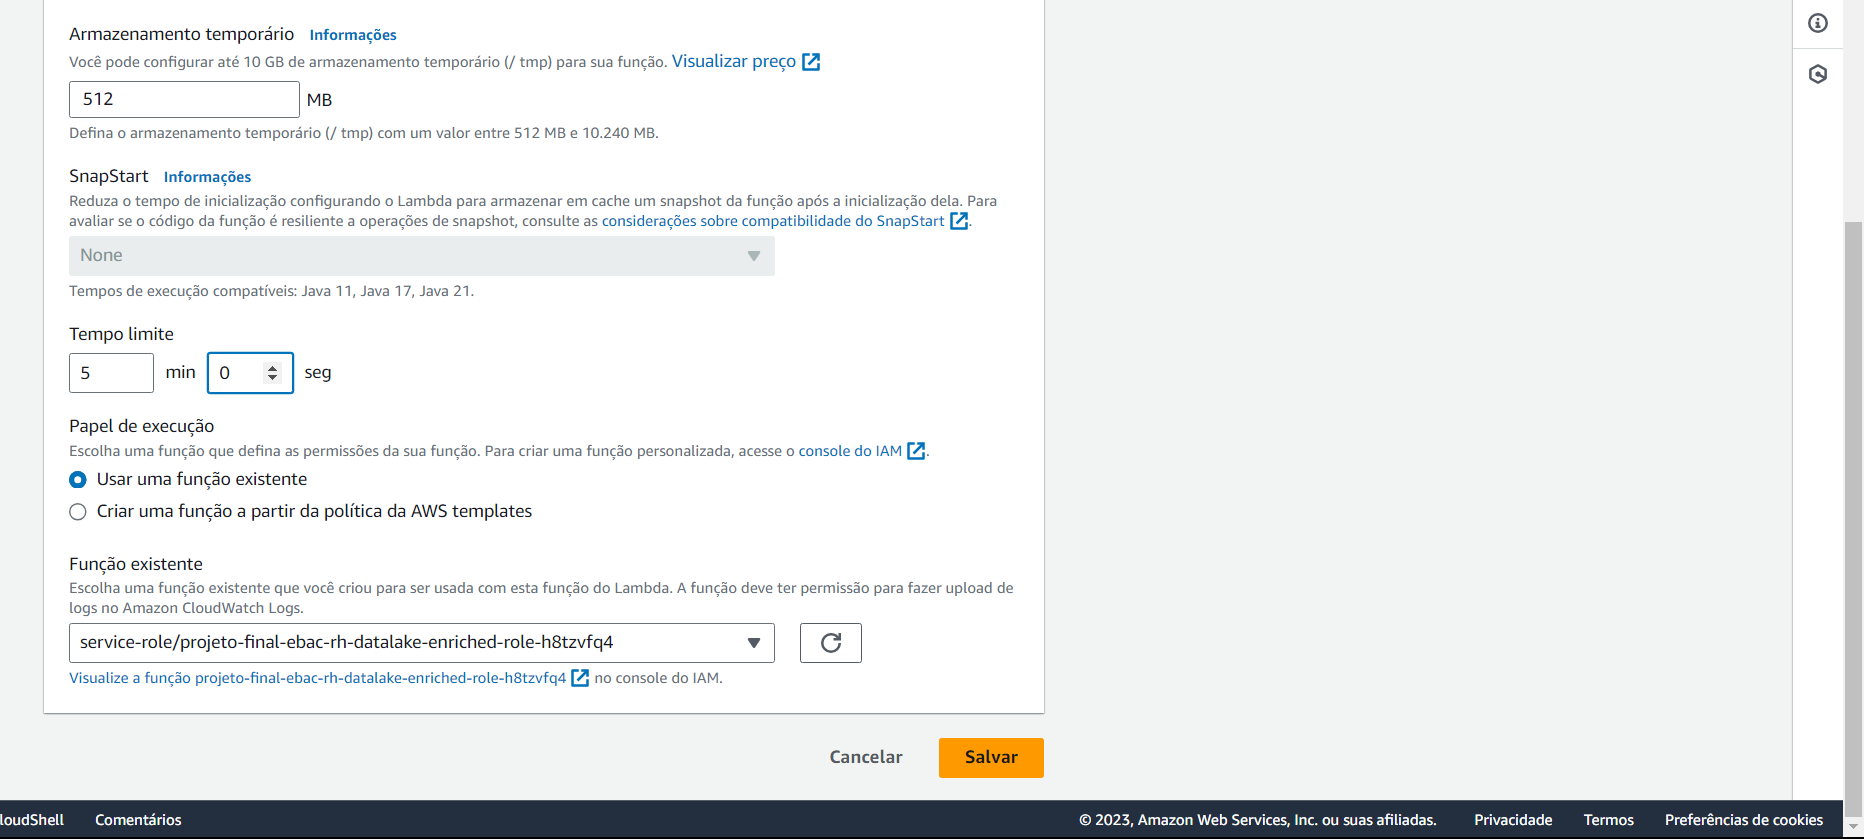 Armazenamento temporário Informações
Você pode configurar até 10 GB de armazenamento temporário (/ tmp) para sua função. Visualizar preço
512 MB
Defina o armazenamento temporário (/ tmp) com um valor entre 512 MB e 10.240 MB.
SnapStart Informações
Reduza o tempo de inicialização configurando o Lambda para armazenar em cache um snapshot da função após a inicialização dela. Para
avaliar se o código da função é resiliente a operações de snapshot, consulte as considerações sobre compatibilidade do SnapStart .
None
Tempos de execução compatíveis: Java 11, Java 17, Java 21.
Tempo limite
5 min 0 seg
Papel de execução
Escolha uma função que defina as permissões da sua função. Para criar uma função personalizada, acesse o console do IAM .
Usar uma função existente
Criar uma função a partir da política da AWS templates
Função existente
Escolha uma função existente que você criou para ser usada com esta função do Lambda. A função deve ter permissão para fazer upload de
logs no Amazon CloudWatch Logs.
service-role/projeto-final-ebac-rh-datalake-enriched-role-h8tzvfq4
Visualize a função projeto-final-ebac-rh-datalake-enriched-role-h8tzvfq4 no console do IAM.
Cancelar Salvar
loudShell Comentários © 2023, Amazon Web Services, Inc. ou suas afiliadas. Privacidade Termos Preferências de cookies